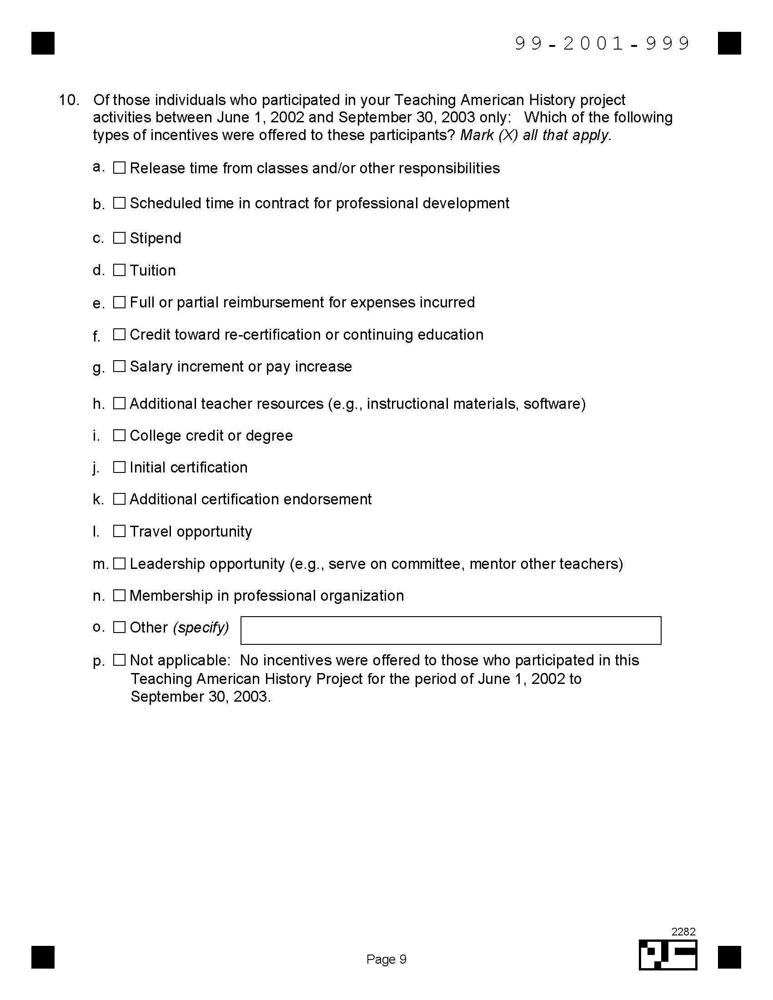 99-2001-999
10. Of those individuals who participated in your Teaching American History project
activities between June 1, 2002 and September 30, 2003 only: Which of the following
types of incentives were offered to these participants? Mark (X) all that apply.
a. Release time from classes and/or other responsibilities
b. Scheduled time in contract for professional development
c. Stipend
d. Tuition
e. Full or partial reimbursement for expenses incurred
f. Credit toward re-certification or continuing education
g. Salary increment or pay increase
h. Additional teacher resources (e.g., instructional materials, software)
i. College credit or degree
j. Initial certification
k. Additional certification endorsement
l. Travel opportunity
m. Leadership opportunity (e.g., serve on committee, mentor other teachers)
n. Membership in professional organization
o. Other (specify)
p. Not applicable: No incentives were offered to those who participated in this
Teaching American History Project for the period of June 1, 2002 to
September 30, 2003.
2282
Page 9